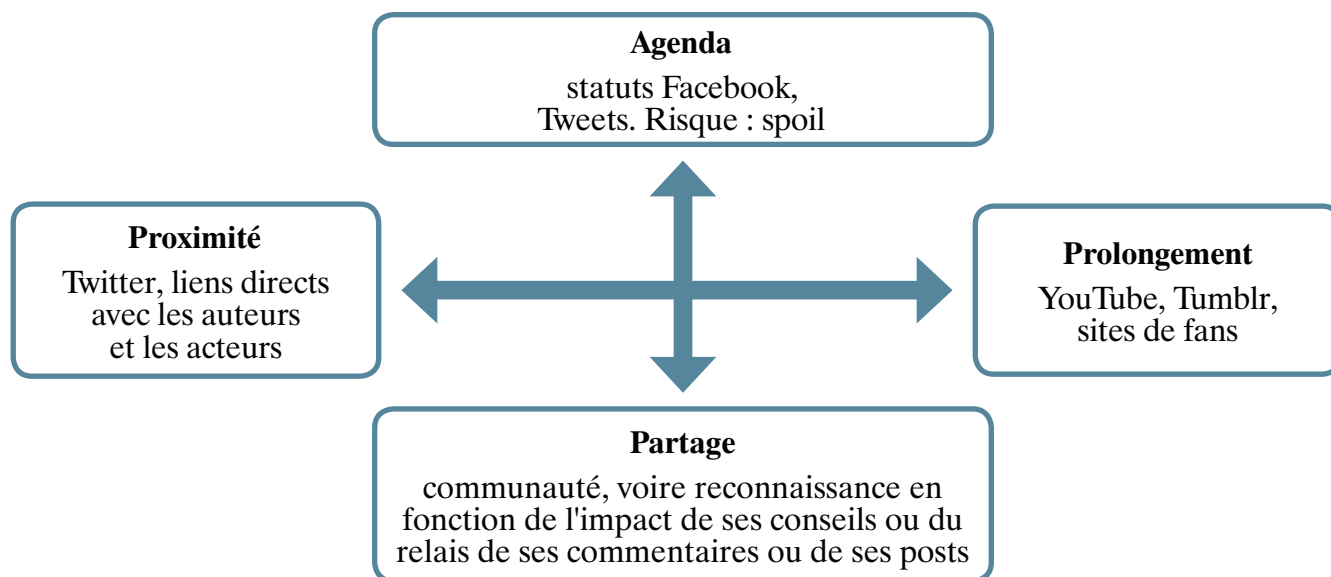 Agenda
statuts Facebook,
Tweets. Risque : spoil
Proximité
Twitter, liens directs
avec les auteurs
et les acteurs
Prolongement
YouTube, Tumblr,
sites de fans
Partage
communauté, voire reconnaissance en
fonction de l'impact de ses conseils ou du
relais de ses commentaires ou de ses posts